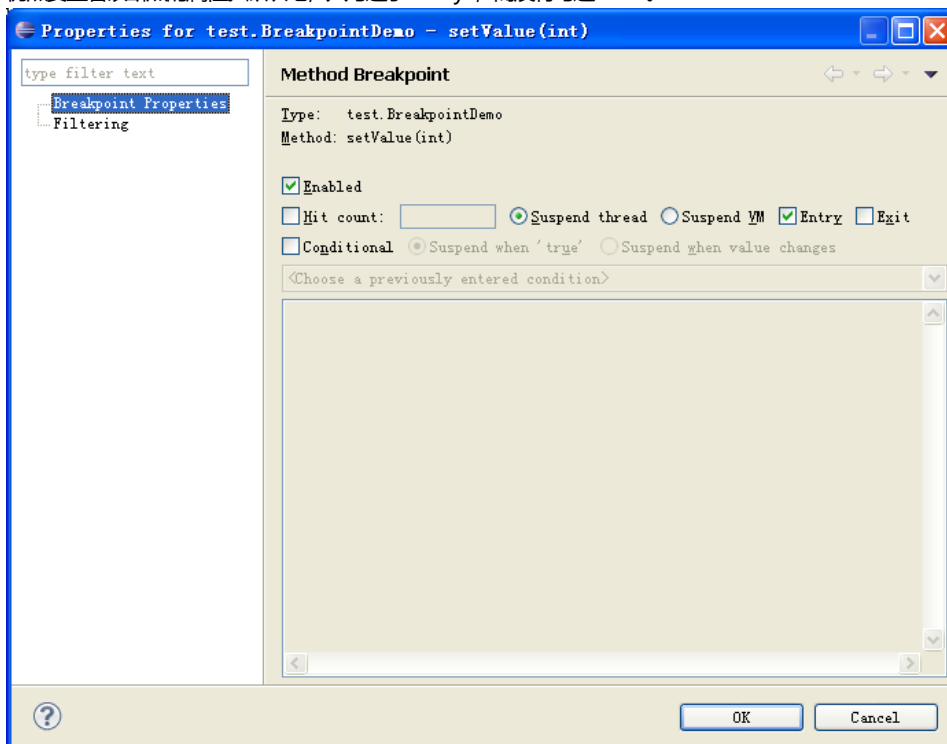 Properties for test.BreakpointDemo - setValue(int)
type filter text
Breakpoint Properties
Filtering
Method Breakpoint
Type: test.BreakpointDemo
Method: setValue(int)
Enabled
Hit count: Suspend thread Suspend VM Entry Exit
Conditional Suspend when 'true' Suspend when value changes
<Choose a previously entered condition>
OK Cancel